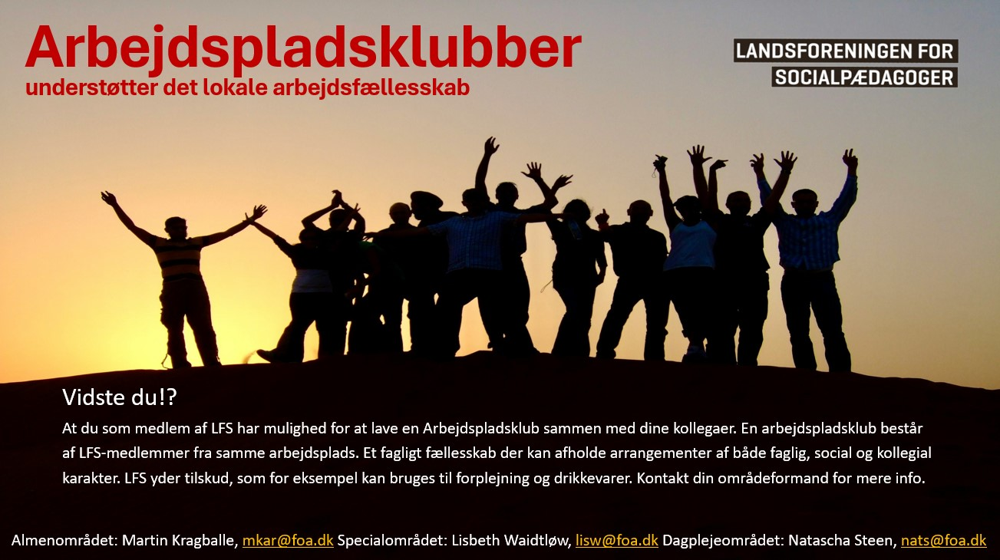 Arbejdspladsklubber
understøtter det lokale arbejdsfællesskab
LANDSFORENINGEN FOR
SOCIALPÆDAGOGER
Vidste du!?
At du som medlem af LFS har mulighed for at lave en Arbejdspladsklub sammen med dine kollegaer. En arbejdspladsklub består
af LFS-medlemmer fra samme arbejdsplads. Et fagligt fællesskab der kan afholde arrangementer af både faglig, social og kollegial
karakter. LFS yder tilskud, som for eksempel kan bruges til forplejning og drikkevarer. Kontakt din områdeformand for mere info.
Almenområdet: Martin Kragballe, mkar@foa.dk Specialområdet: Lisbeth Waidtløw, lisw@foa.dk Dagplejeområdet: Natascha Steen, nats@foa.dk